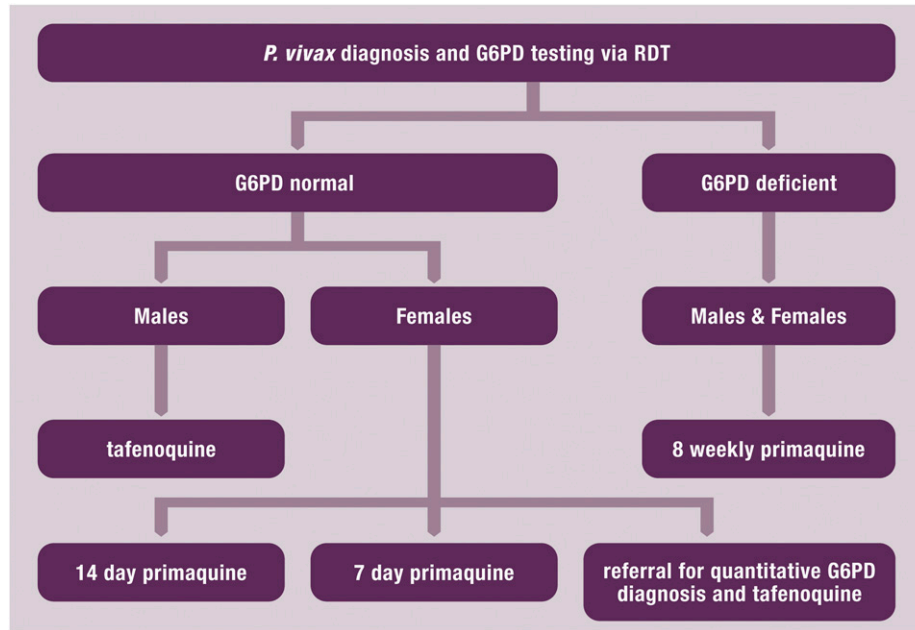 P. vivax diagnosis and G6PD testing via RDT
G6PD normal
G6PD deficient
Males
Females
Males & Females
tafenoquine
8 weekly primaquine
14 day primaquine
7 day primaquine
referral for quantitative G6PD
diagnosis and tafenoquine